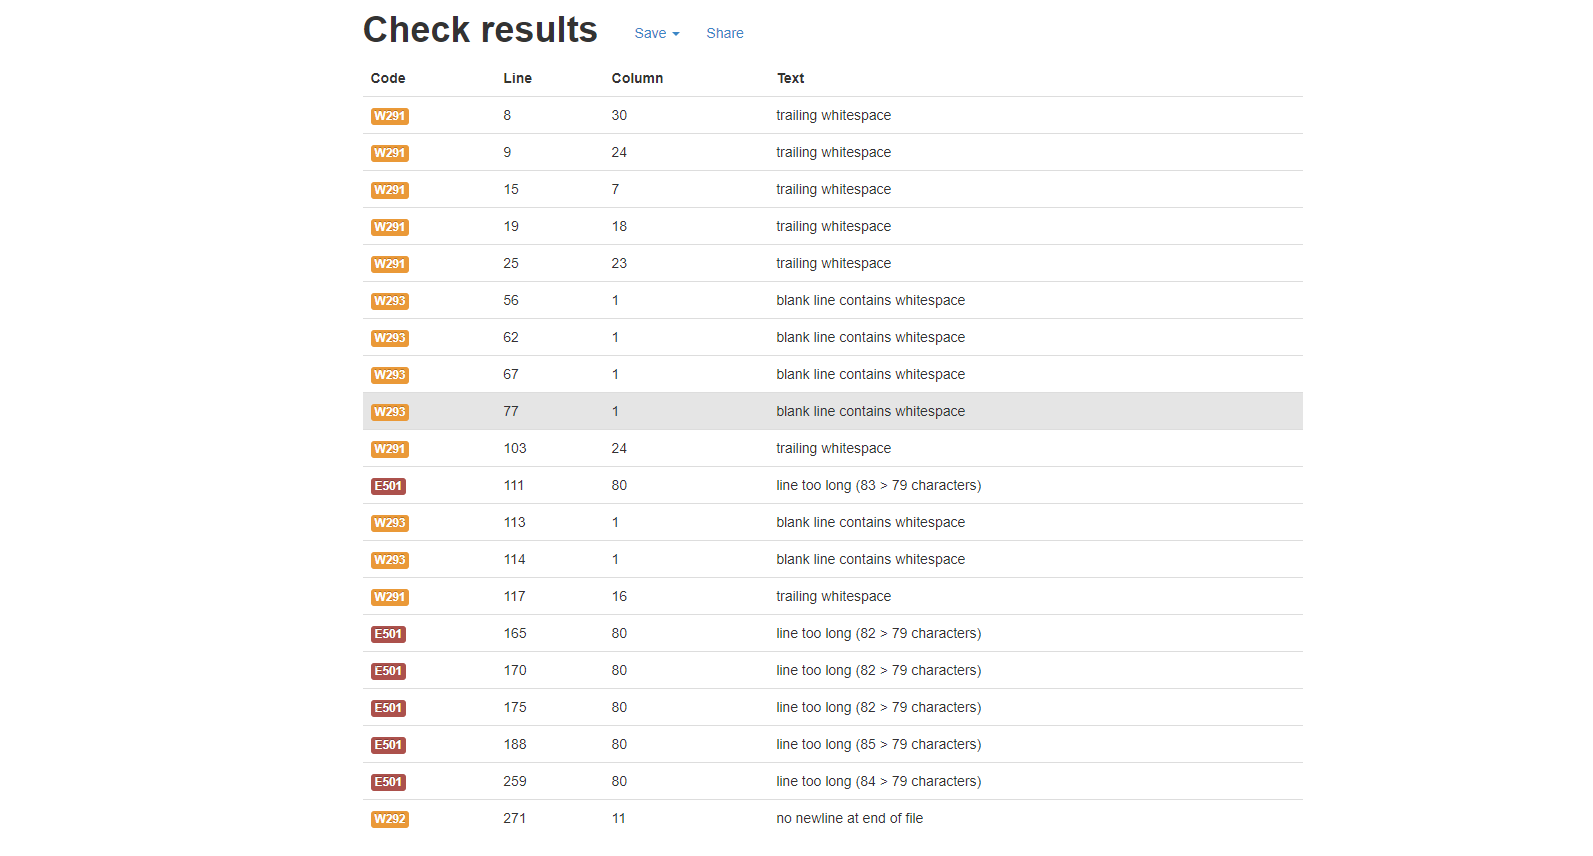 Check results Save Share
Code Line Column Text
W291 8 30 trailing whitespace
W291 9 24 trailing whitespace
W291 15 7 trailing whitespace
W291 19 18 trailing whitespace
W291 25 23 trailing whitespace
W293 56 1 blank line contains whitespace
W293 62 1 blank line contains whitespace
W293 67 1 blank line contains whitespace
W293 77 1 blank line contains whitespace
W291 103 24 trailing whitespace
E501 111 80 line too long (83 > 79 characters)
W293 113 1 blank line contains whitespace
W293 114 1 blank line contains whitespace
W291 117 16 trailing whitespace
E501 165 80 line too long (82 > 79 characters)
E501 170 80 line too long (82 > 79 characters)
E501 175 80 line too long (82 > 79 characters)
E501 188 80 line too long (85 > 79 characters)
E501 259 80 line too long (84 > 79 characters)
W292 271 11 no newline at end of file